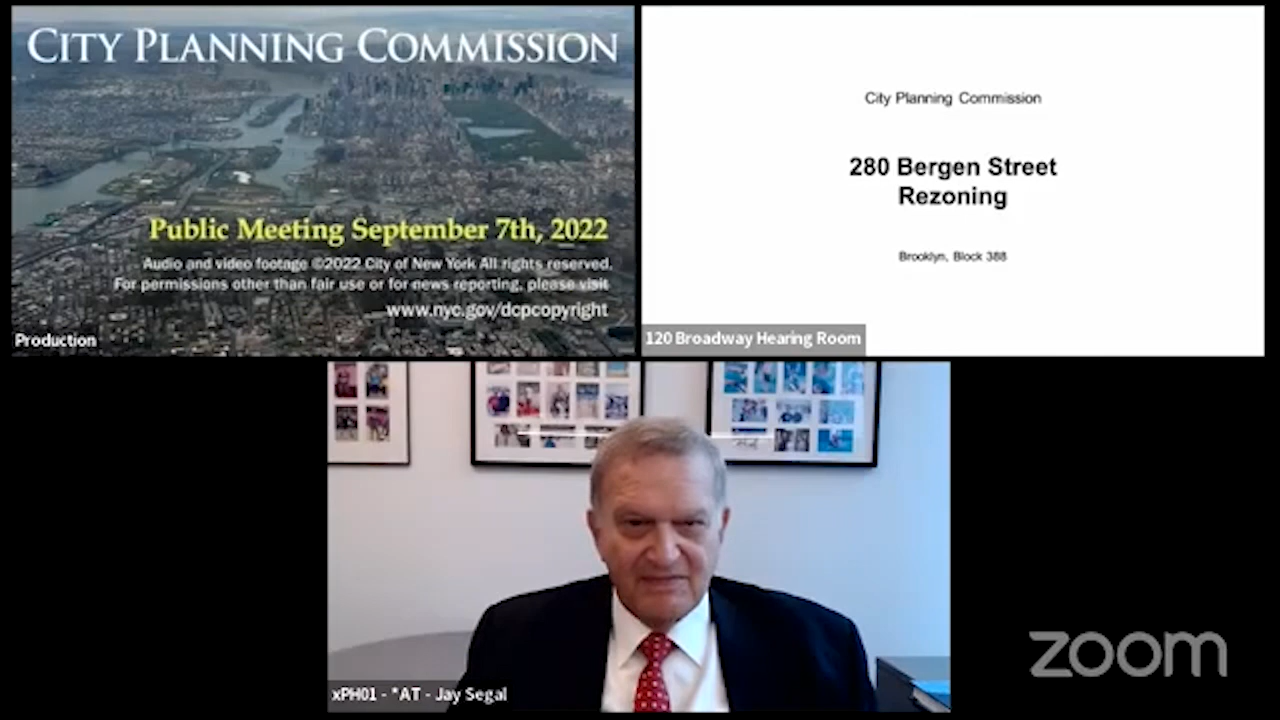 CITY PLANNING COMMISSION
Public Meeting September 7th, 2022
Audio and video footage ©2022 City of New York All rights reserved.
For permissions other than fair use or for news reporting, please visit
www.nyc.gov/dcpcopyright
Production
City Planning Commission
280 Bergen Street
Rezoning
Brooklyn, Block 388
120 Broadway Hearing Room
xPH01 - *AT - Jay Segal
zoom